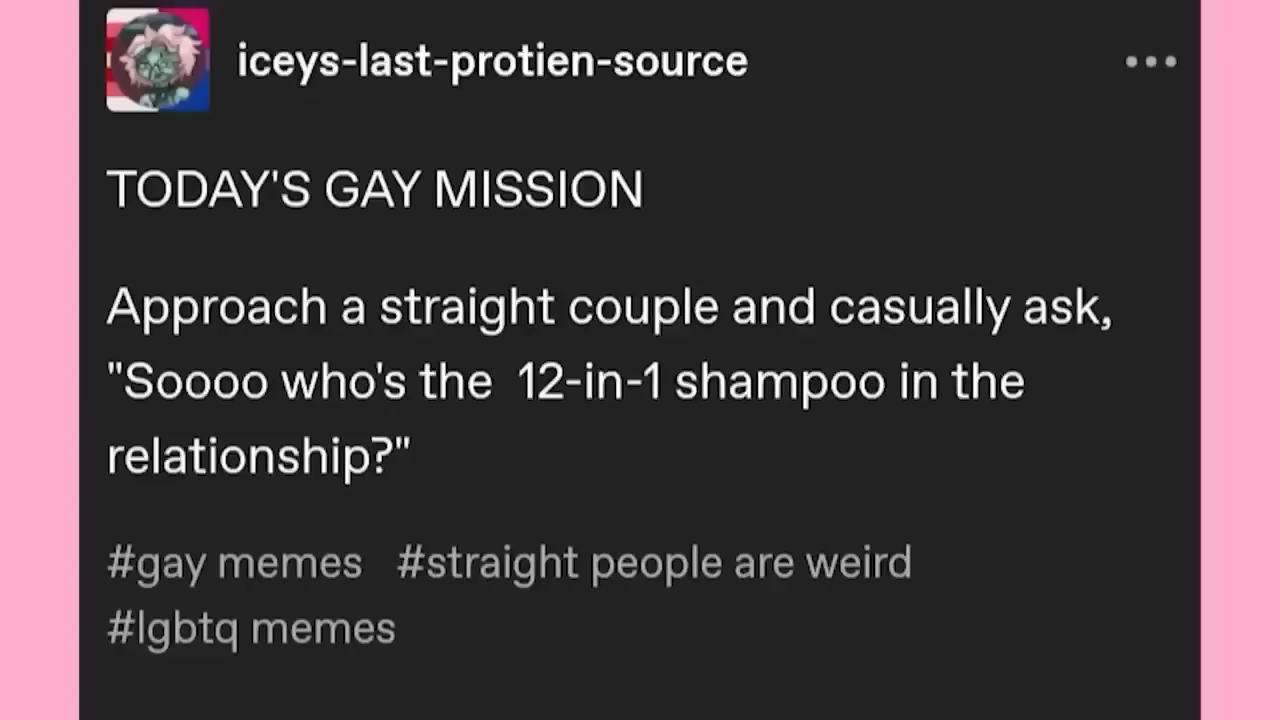 iceys-last-protien-source
TODAY'S GAY MISSION
Approach a straight couple and casually ask,
"Soooo who's the  12-in-1 shampoo in the
relationship?"
#gay memes #straight people are weird
#lgbtq memes